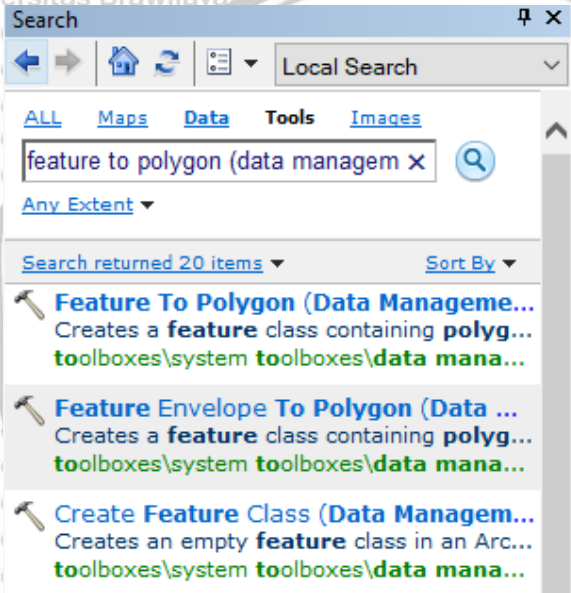 Search
Local Search
ALL Maps Data Tools Images
feature to polygon (data managem
Any Extent
Search returned 20 items Sort By
Feature To Polygon (Data Manageme...
Creates a feature class containing polyg...
toolboxes\system toolboxes\data mana...
Feature Envelope To Polygon (Data ...
Creates a feature class containing polyg...
toolboxes\system toolboxes\data mana...
Create Feature Class (Data Managem...
Creates an empty feature class in an Arc...
toolboxes\system toolboxes\data mana...